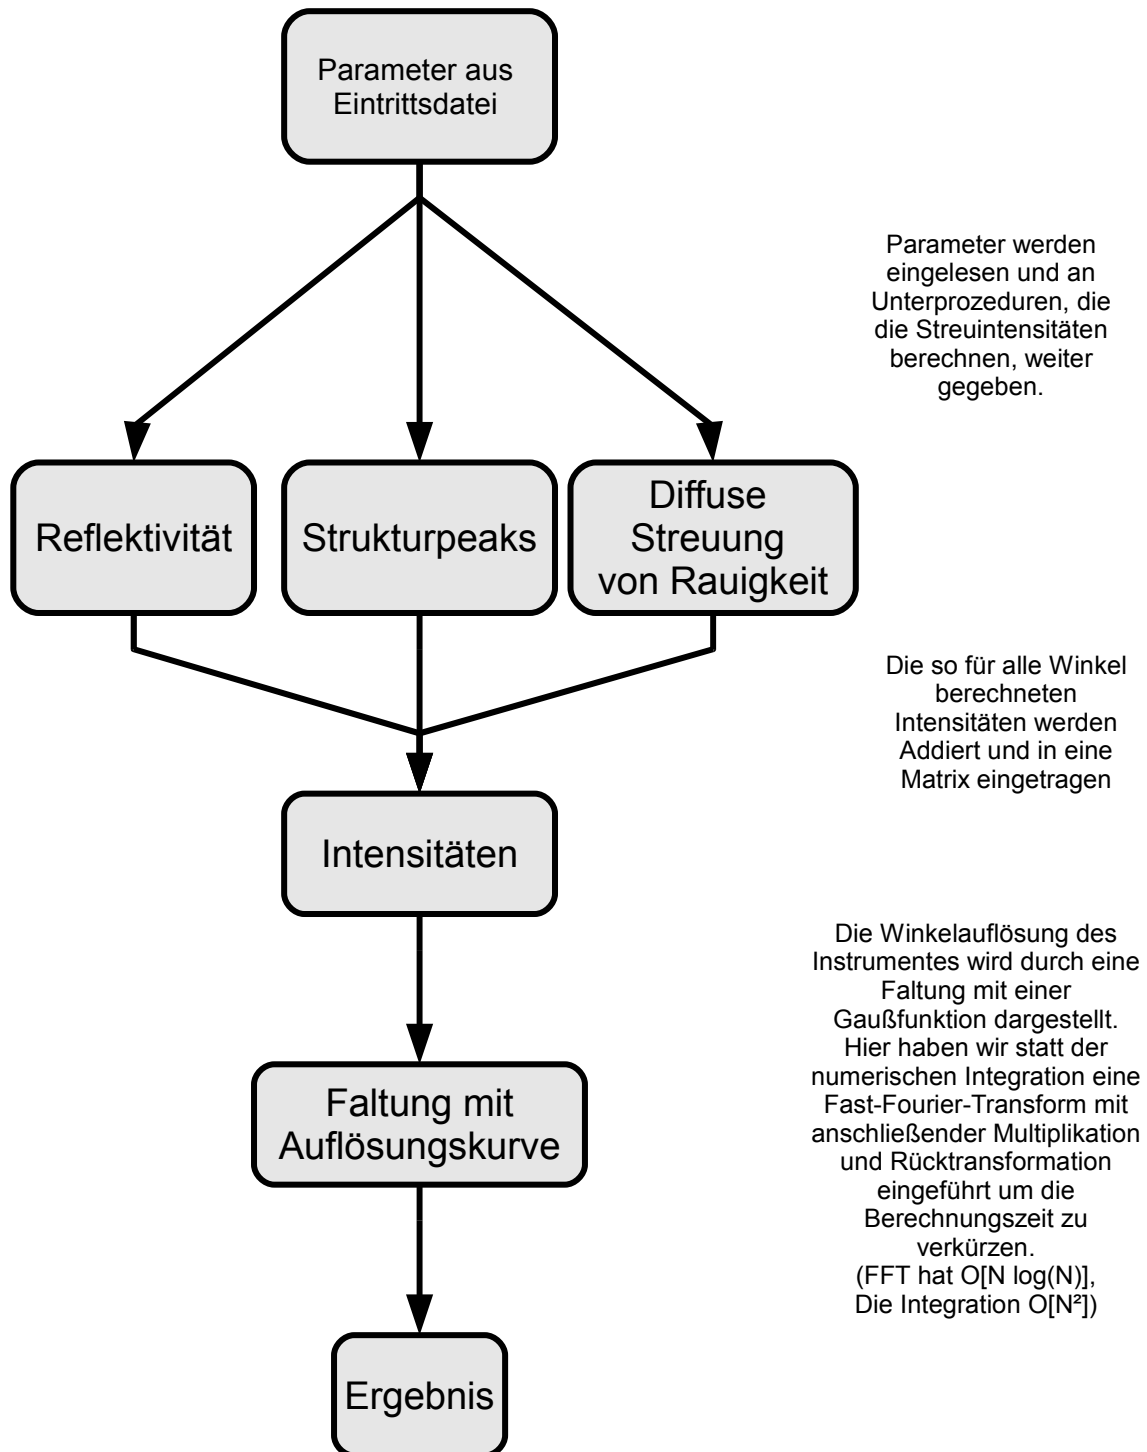 Parameter aus
Eintrittsdatei
Parameter werden
eingelesen und an
Unterprozeduren, die
die Streuintensitäten
berechnen, weiter
gegeben.
Reflektivität
Strukturpeaks
Diffuse
Streuung
von Rauigkeit
Die so für alle Winkel
berechneten
Intensitäten werden
Addiert und in eine
Matrix eingetragen
Intensitäten
Die Winkelauflösung des
Instrumentes wird durch eine
Faltung mit einer
Gaußfunktion dargestellt.
Hier haben wir statt der
numerischen Integration eine
Fast-Fourier-Transform mit
anschließender Multiplikation
und Rücktransformation
eingeführt um die
Berechnungszeit zu
verkürzen.
(FFT hat O[N log(N)],
Die Integration O[N²])
Faltung mit
Auflösungskurve
Ergebnis